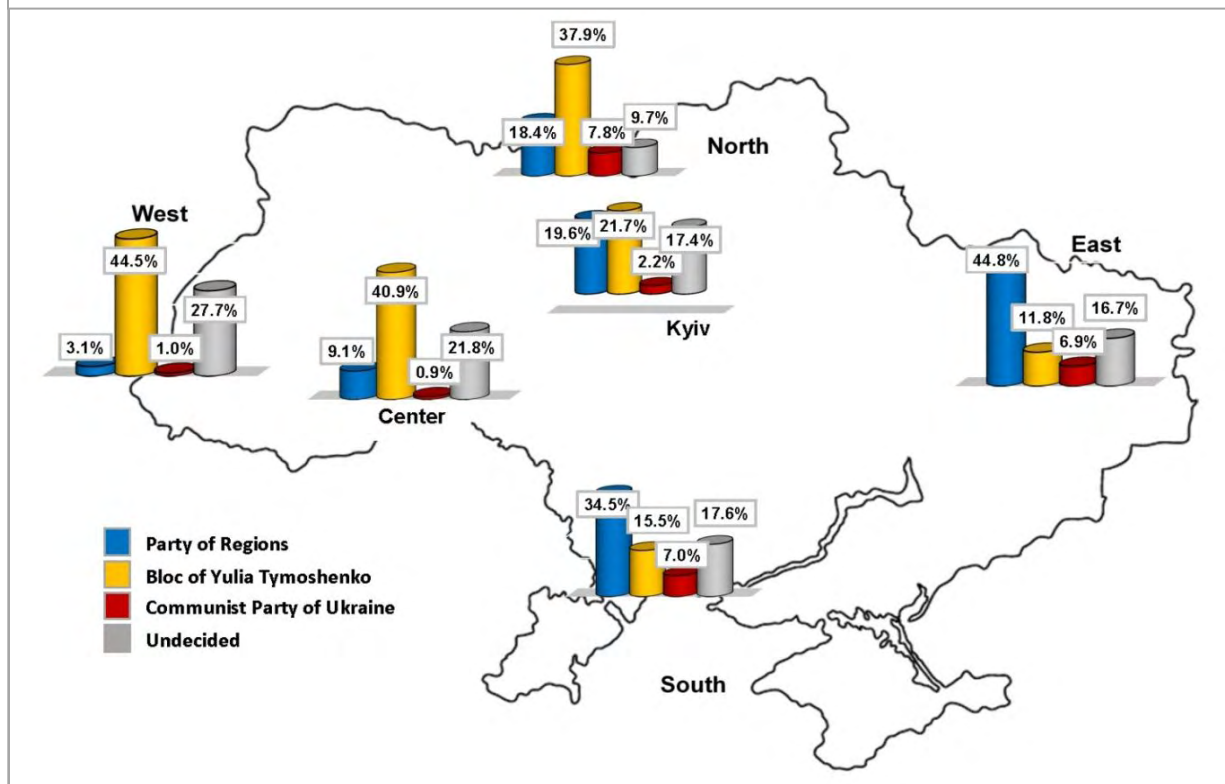 37.9%
18.4%
7.8%
9.7%
North
West
44.5%
3.1%
1.0%
27.7%
19.6%
21.7%
2.2%
17.4%
Kyiv
East
44.8%
11.8%
6.9%
16.7%
40.9%
9.1%
0.9%
21.8%
Center
34.5%
15.5%
7.0%
17.6%
South
Party of Regions
Bloc of Yulia Tymoshenko
Communist Party of Ukraine
Undecided